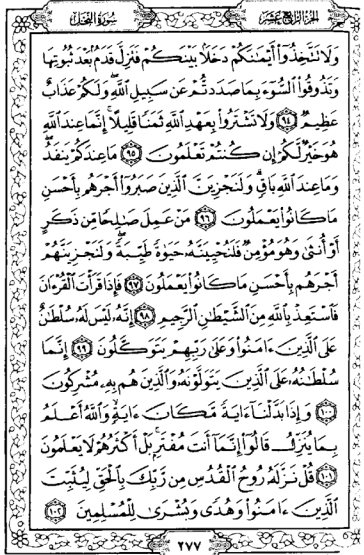 سورة النحل
الجزء الرابع عشر
وَلَا تَتَّخِذُوٓا۟ أَيْمَٰنَكُمْ دَخَلًۢا بَيْنَكُمْ فَتَزِلَّ قَدَمٌۢ بَعْدَ ثُبُوتِهَا
وَتَذُوقُوا۟ ٱلسُّوٓءَ بِمَا صَدَدتُّمْ عَن سَبِيلِ ٱللَّهِ وَلَكُمْ عَذَابٌ
عَظِيمٌ ٩٤ وَلَا تَشْتَرُوا۟ بِعَهْدِ ٱللَّهِ ثَمَنًا قَلِيلًا إِنَّمَا عِندَ ٱللَّهِ
هُوَ خَيْرٌ لَّكُمْ إِن كُنتُمْ تَعْلَمُونَ ٩٥ مَا عِندَكُمْ يَنفَدُ
وَمَا عِندَ ٱللَّهِ بَاقٍ وَلَنَجْزِيَنَّ ٱلَّذِينَ صَبَرُوٓا۟ أَجْرَهُم بِأَحْسَنِ
مَا كَانُوا۟ يَعْمَلُونَ ٩٦ مَنْ عَمِلَ صَٰلِحًا مِّن ذَكَرٍ
أَوْ أُنثَىٰ وَهُوَ مُؤْمِنٌ فَلَنُحْيِيَنَّهُۥ حَيَوٰةً طَيِّبَةً وَلَنَجْزِيَنَّهُمْ
أَجْرَهُم بِأَحْسَنِ مَا كَانُوا۟ يَعْمَلُونَ ٩٧ فَإِذَا قَرَأْتَ ٱلْقُرْءَانَ
فَٱسْتَعِذْ بِٱللَّهِ مِنَ ٱلشَّيْطَٰنِ ٱلرَّجِيمِ ٩٨ إِنَّهُۥ لَيْسَ لَهُۥ سُلْطَٰنٌ
عَلَى ٱلَّذِينَ ءَامَنُوا۟ وَعَلَىٰ رَبِّهِمْ يَتَوَكَّلُونَ ٩٩ إِنَّمَا
سُلْطَٰنُهُۥ عَلَى ٱلَّذِينَ يَتَوَلَّوْنَهُۥ وَٱلَّذِينَ هُم بِهِۦ مُشْرِكُونَ
١٠٠ وَإِذَا بَدَّلْنَآ ءَايَةً مَّكَانَ ءَايَةٍ وَٱللَّهُ أَعْلَمُ
بِمَا يُنَزِّلُ قَالُوٓا۟ إِنَّمَآ أَنتَ مُفْتَرٍۭ بَلْ أَكْثَرُهُمْ لَا يَعْلَمُونَ
١٠١ قُلْ نَزَّلَهُۥ رُوحُ ٱلْقُدُسِ مِن رَّبِّكَ بِٱلْحَقِّ لِيُثَبِّتَ
ٱلَّذِينَ ءَامَنُوا۟ وَهُدًى وَبُشْرَىٰ لِلْمُسْلِمِينَ ١٠٢
٢٧٧